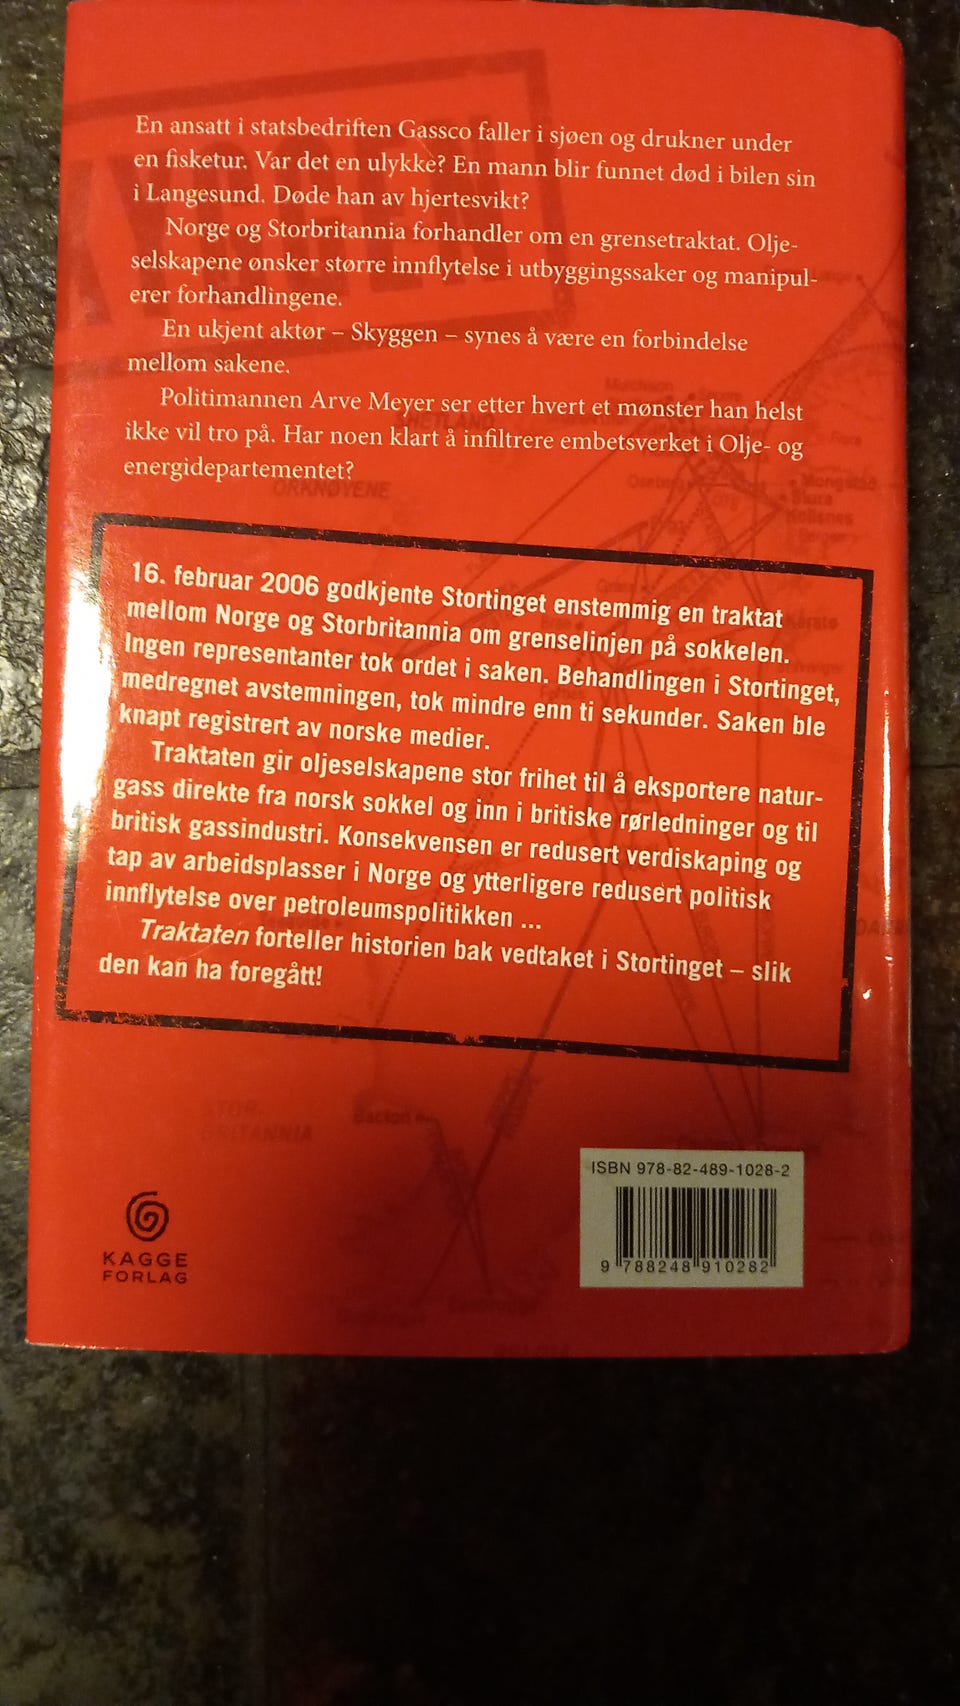 En ansatt i statsbedriften Gassco faller i sjøen og drukner under
en fisketur. Var det en ulykke? En mann blir funnet død i bilen sin
i Langesund. Døde han av hjertesvikt?
Norge og Storbritannia forhandler om en grensetraktat. Olje-
selskapene ønsker større innflytelse i utbyggingssaker og manipul-
erer forhandlingene.
En ukjent aktør – Skyggen – synes å være en forbindelse
mellom sakene.
Politimannen Arve Meyer ser etter hvert et mønster han helst
ikke vil tro på. Har noen klart å infiltrere embetsverket i Olje- og
energidepartementet?
ORKNØYENE
Mongstad
Sture
Kollsnes
Kårstø
16. februar 2006 godkjente Stortinget enstemmig en traktat
mellom Norge og Storbritannia om grenselinjen på sokkelen.
Ingen representanter tok ordet i saken. Behandlingen i Stortinget,
medregnet avstemningen, tok mindre enn ti sekunder. Saken ble
knapt registrert av norske medier.
Traktaten gir oljeselskapene stor frihet til å eksportere natur-
gass direkte fra norsk sokkel og inn i britiske rørledninger og til
britisk gassindustri. Konsekvensen er redusert verdiskaping og
tap av arbeidsplasser i Norge og ytterligere redusert politisk
innflytelse over petroleumspolitikken ...
Traktaten forteller historien bak vedtaket i Stortinget – slik
den kan ha foregått!
STOR-
BRITANNIA
Bacton
KAGGE
FORLAG
ISBN 978-82-489-1028-2
9 788248 910282